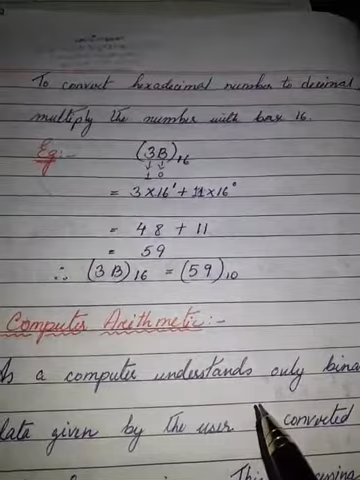 To convert hexadecimal number to decimal
multiply the number with base 16.
Eg:- (3B)₁₆
↓ ↓
1 0
= 3×16¹ + 11×16⁰
= 48 + 11
= 59
∴ (3B)₁₆ = (59)₁₀
Computer Arithmetic:-
As a computer understands only bina
data given by the user converted
This